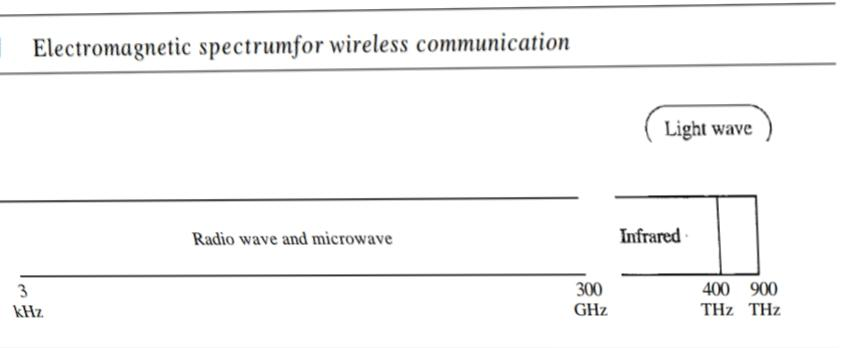 Electromagnetic spectrumfor wireless communication
Light wave
Radio wave and microwave
Infrared
3
kHz
300
GHz
400
THz
900
THz